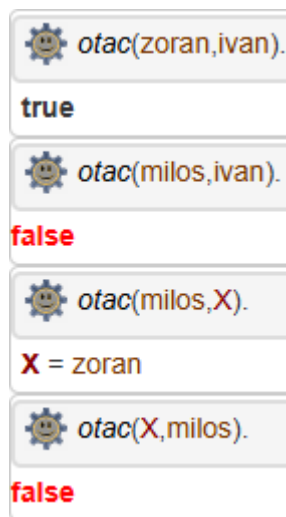 otac(zoran,ivan).
true
otac(milos,ivan).
false
otac(milos,X).
X = zoran
otac(X,milos).
false